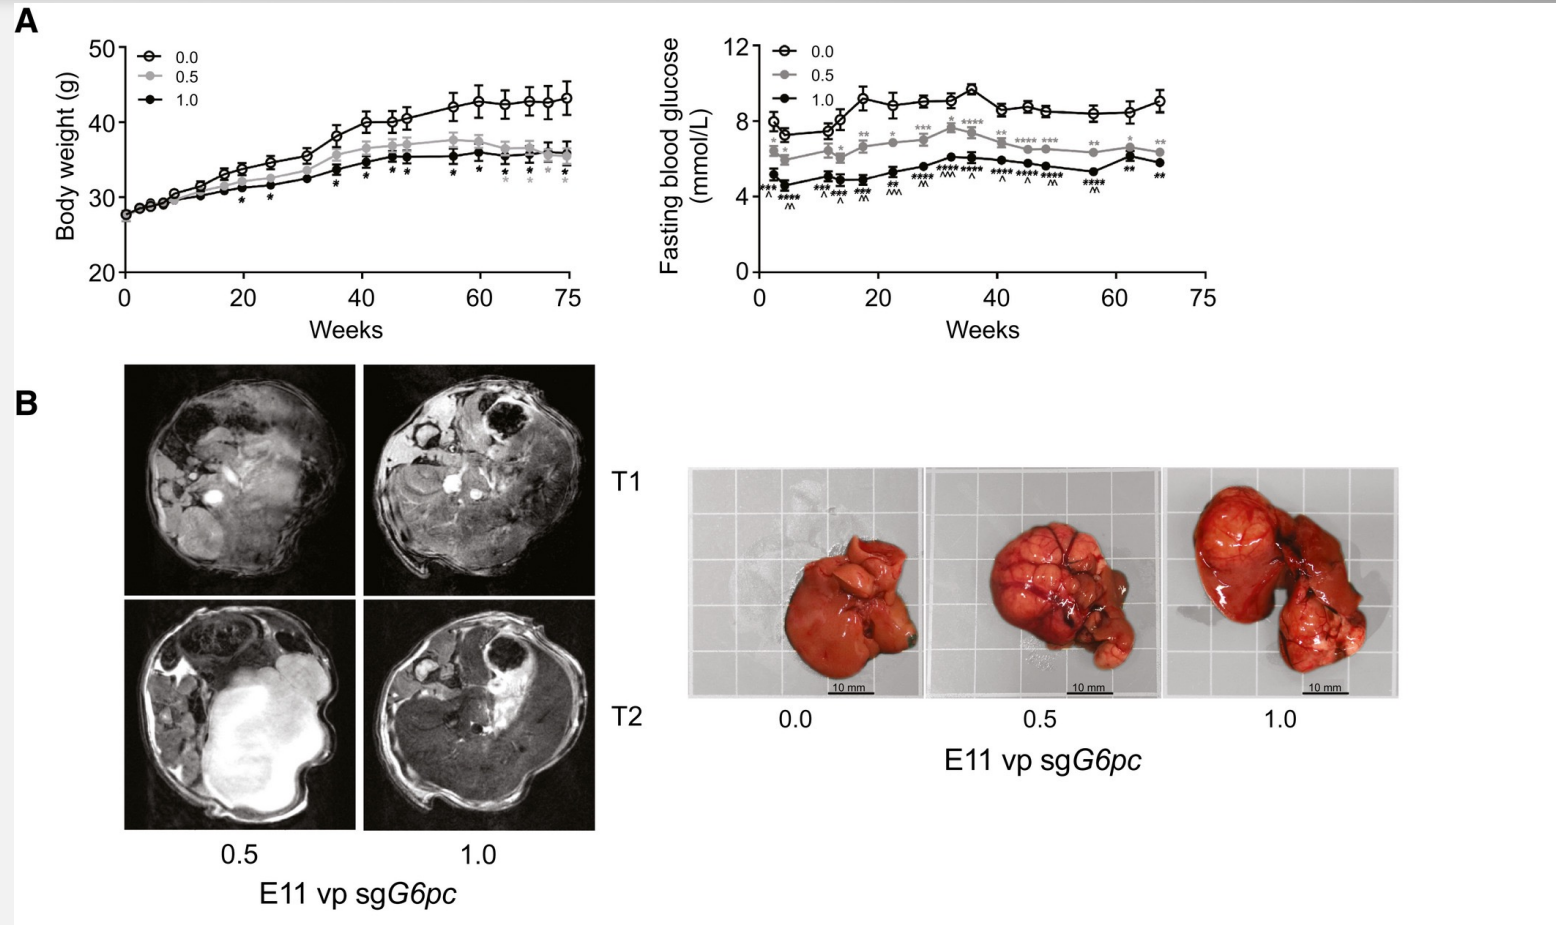 A
Body weight (g)
50
40
30
20
0.0
0.5
1.0
0 20 40 60 75
Weeks
Fasting blood glucose
(mmol/L)
12
8
4
0
0.0
0.5
1.0
0 20 40 60 75
Weeks
B
T1
T2
0.5 1.0
E11 vp sgG6pc
10 mm 10 mm 10 mm
0.0 0.5 1.0
E11 vp sgG6pc